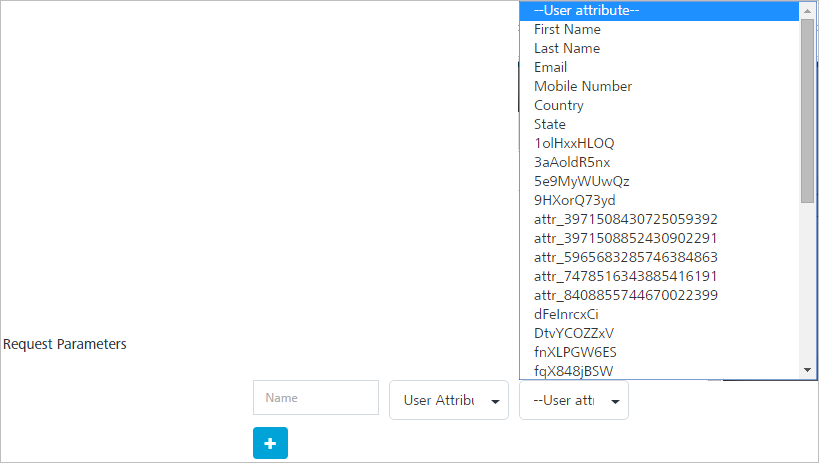 --User attribute--
First Name
Last Name
Email
Mobile Number
Country
State
1olHxxHLOQ
3aAoldR5nx
5e9MyWUwQz
9HXorQ73yd
attr_3971508430725059392
attr_3971508852430902291
attr_5965683285746384863
attr_7478516343885416191
attr_8408855744670022399
dFeInrcxCi
DtvYCOZZxV
fnXLPGW6ES
fqX848jBSW
Request Parameters
Name User Attribu --User attr
+